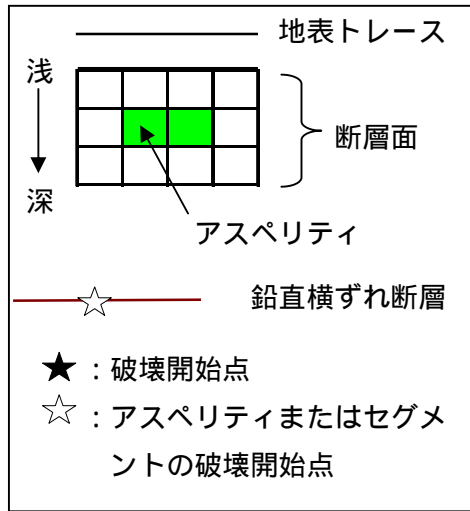 地表トレース
浅
断層面
深
アスペリティ
鉛直横ずれ断層
★：破壊開始点
☆：アスペリティまたはセグメ
ントの破壊開始点